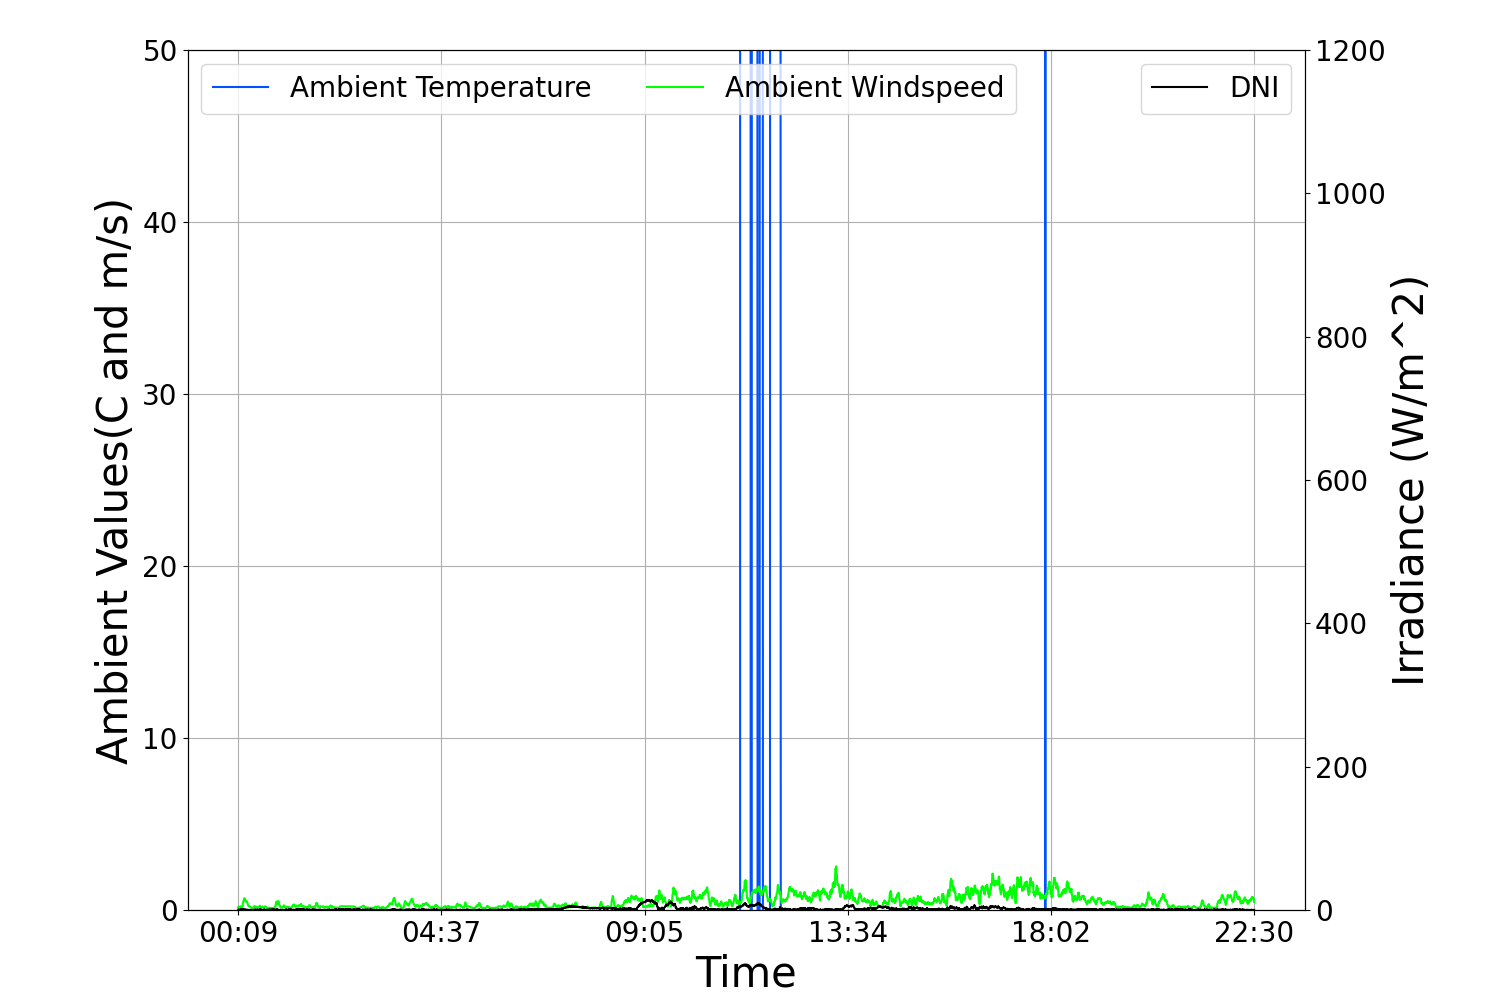 Ambient Temperature
Ambient Windspeed
DNI
Ambient Values(C and m/s)
50
40
30
20
10
0
1200
1000
800
600
400
200
0
Irradiance (W/m^2)
00:09 04:37 09:05 13:34 18:02 22:30
Time